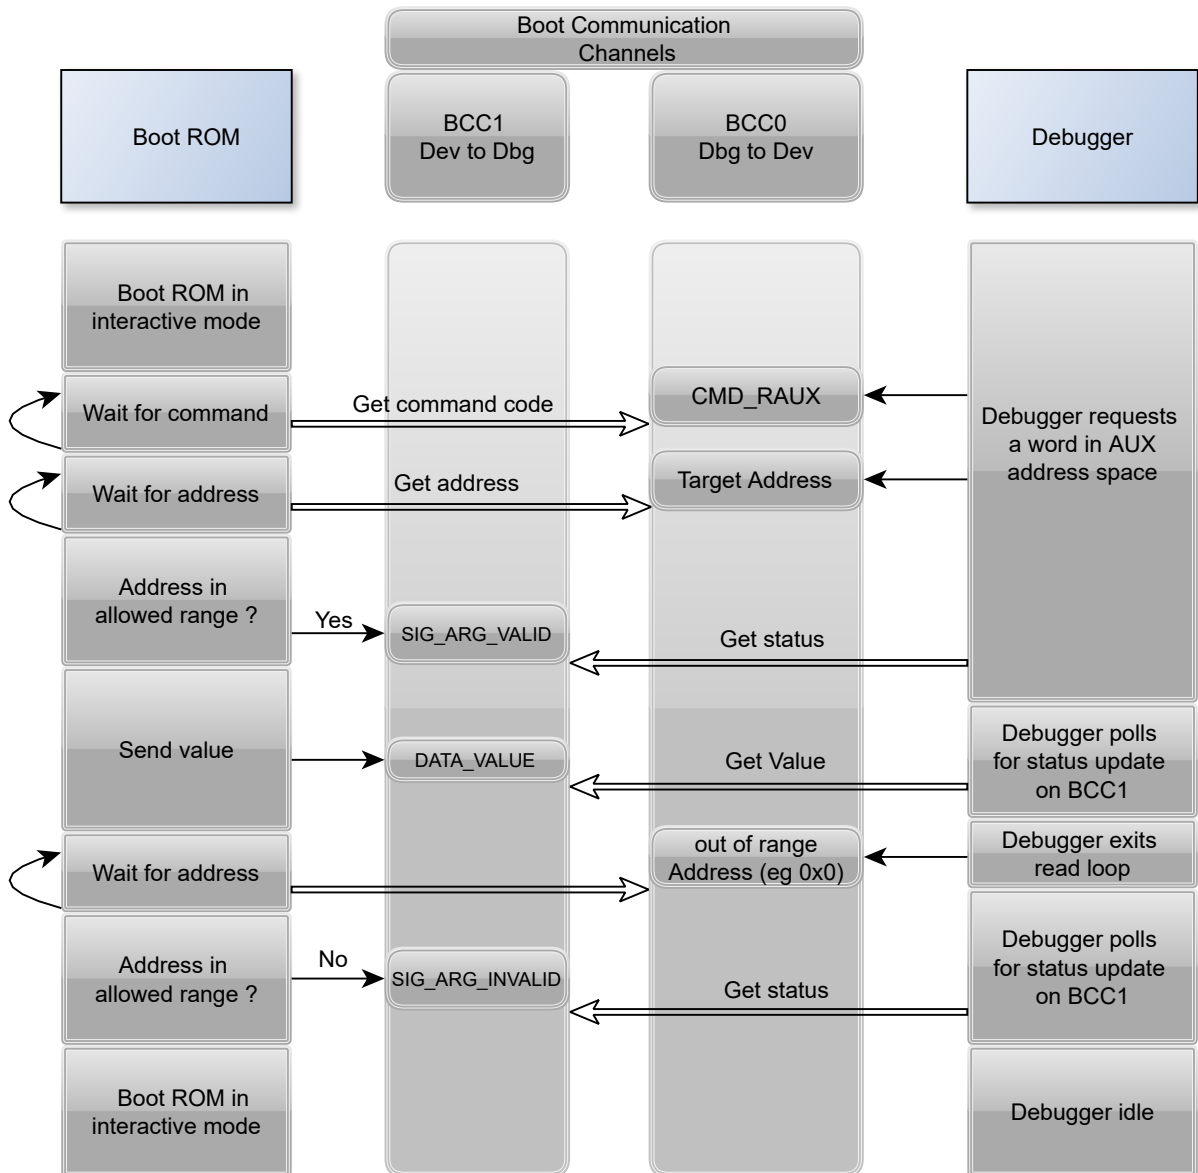 Boot Communication
Channels
Boot ROM
BCC1
Dev to Dbg
BCC0
Dbg to Dev
Debugger
Boot ROM in
interactive mode
Wait for command
Get command code
CMD_RAUX
Debugger requests
a word in AUX
address space
Wait for address
Get address
Target Address
Address in
allowed range ?
Yes
SIG_ARG_VALID
Get status
Send value
DATA_VALUE
Get Value
Debugger polls
for status update
on BCC1
Wait for address
out of range
Address (eg 0x0)
Debugger exits
read loop
Address in
allowed range ?
No
SIG_ARG_INVALID
Get status
Debugger polls
for status update
on BCC1
Boot ROM in
interactive mode
Debugger idle